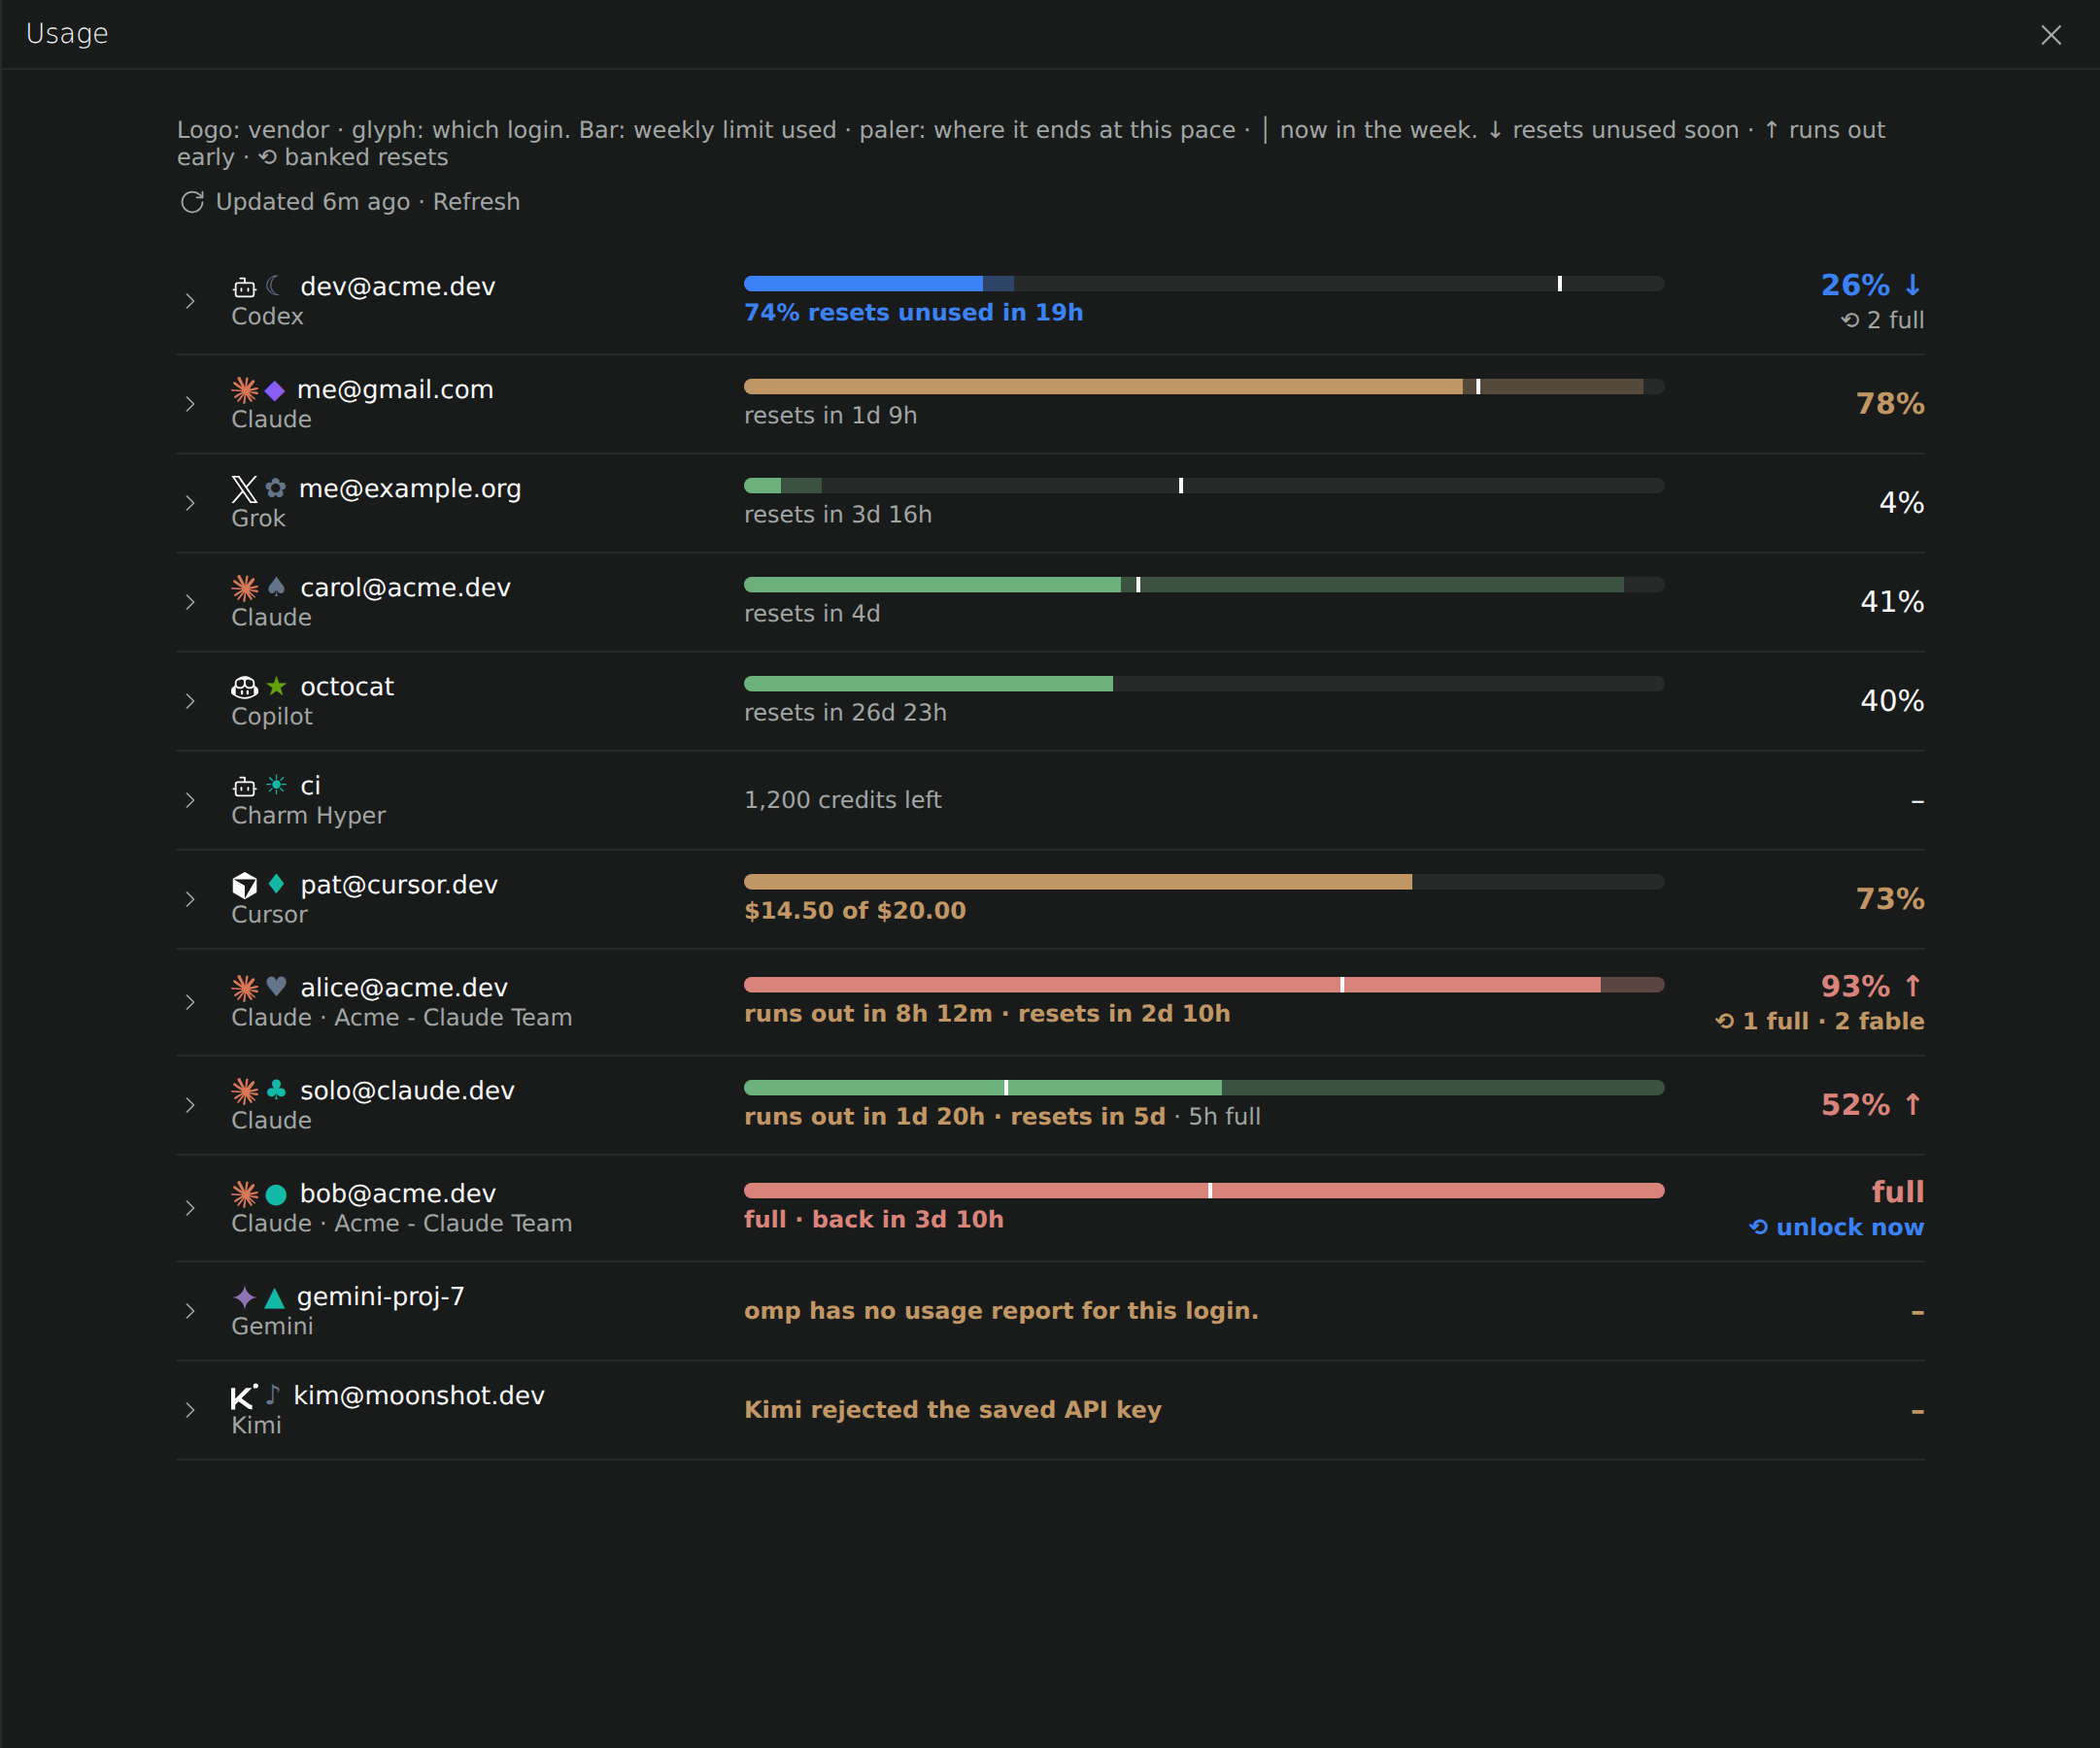 Usage
Logo: vendor · glyph: which login. Bar: weekly limit used · paler: where it ends at this pace · │ now in the week. ↓ resets unused soon · ↑ runs out
early · ⟲ banked resets
Updated 6m ago · Refresh
☾ dev@acme.dev
Codex
74% resets unused in 19h
26% ↓
⟲ 2 full
◆ me@gmail.com
Claude
resets in 1d 9h
78%
✿ me@example.org
Grok
resets in 3d 16h
4%
♠ carol@acme.dev
Claude
resets in 4d
41%
★ octocat
Copilot
resets in 26d 23h
40%
☀ ci
Charm Hyper
1,200 credits left
–
♦ pat@cursor.dev
Cursor
$14.50 of $20.00
73%
♥ alice@acme.dev
Claude · Acme - Claude Team
runs out in 8h 12m · resets in 2d 10h
93% ↑
⟲ 1 full · 2 fable
♣ solo@claude.dev
Claude
runs out in 1d 20h · resets in 5d · 5h full
52% ↑
● bob@acme.dev
Claude · Acme - Claude Team
full · back in 3d 10h
full
⟲ unlock now
▲ gemini-proj-7
Gemini
omp has no usage report for this login.
–
♪ kim@moonshot.dev
Kimi
Kimi rejected the saved API key
–